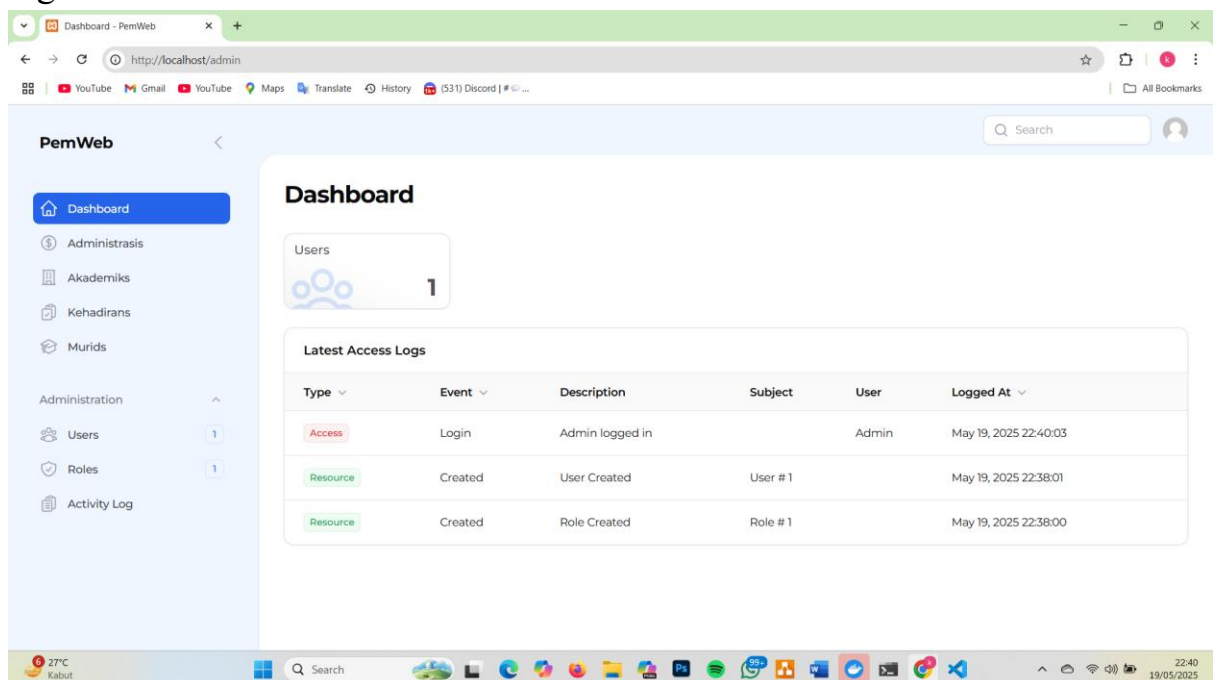 Dashboard - PemWeb
http://localhost/admin
YouTube Gmail YouTube Maps Translate History (531) Discord | # ... All Bookmarks
PemWeb
Search
Dashboard
Administrasis
Akademiks
Kehadirans
Murids
Administration
Users 1
Roles 1
Activity Log
Dashboard
Users
1
Latest Access Logs
Type Event Description Subject User Logged At
Access Login Admin logged in Admin May 19, 2025 22:40:03
Resource Created User Created User # 1 May 19, 2025 22:38:01
Resource Created Role Created Role # 1 May 19, 2025 22:38:00
6 27°C
Kabut
Search
99+
22:40
19/05/2025